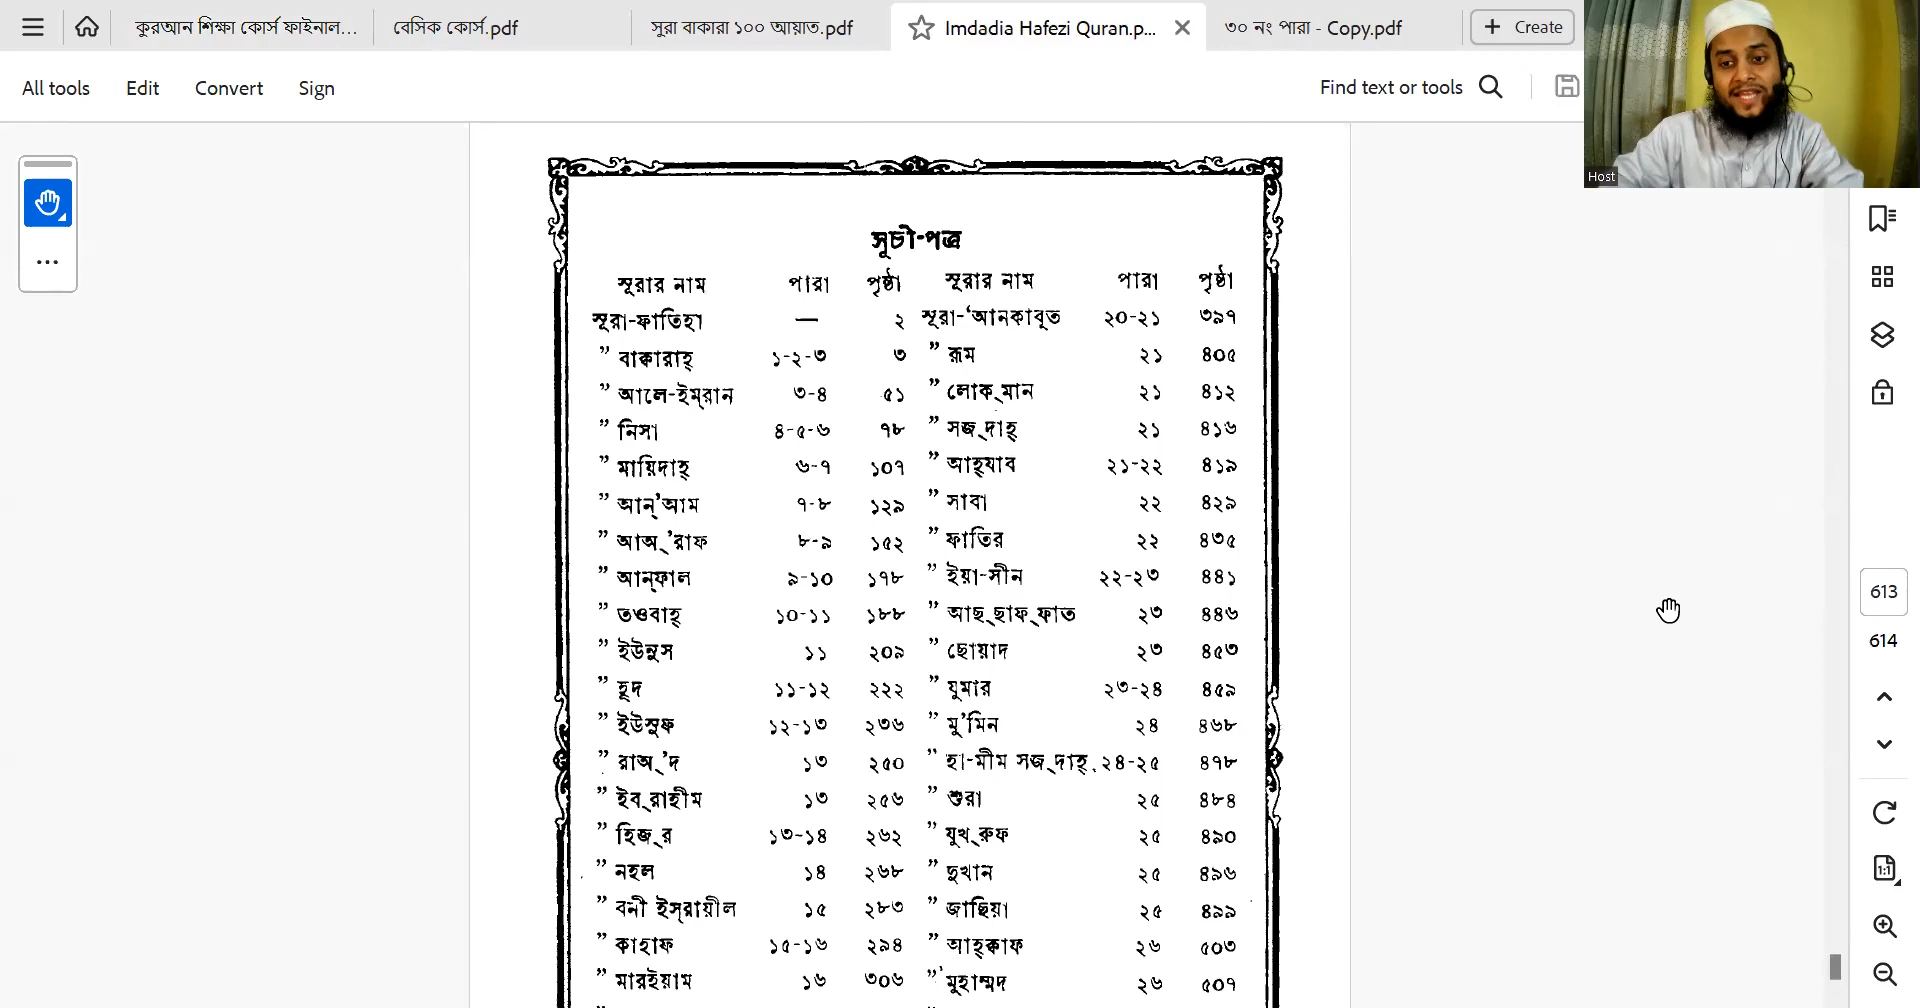 কুরআন শিক্ষা কোর্স ফাইনাল...
বেসিক কোর্স.pdf
সুরা বাকারা ১০০ আয়াত.pdf
Imdadia Hafezi Quran.p...
৩০ নং পারা - Copy.pdf
Create
All tools
Edit
Convert
Sign
Find text or tools
Host
সূচী-পত্র
সূরার নাম পারা পৃষ্ঠা সূরার নাম পারা পৃষ্ঠা
সূরা-ফাতিহা — ২ সূরা-‘আনকাবূত ২০-২১ ৩৯৭
” বাক্বারাহ্ ১-২-৩ ৩ ” রূম ২১ ৪০৫
” আলে-ইম্‌রান ৩-৪ ৫১ ” লোক্‌মান ২১ ৪১২
” নিসা ৪-৫-৬ ৭৮ ” সজ্‌দাহ্ ২১ ৪১৬
” মায়িদাহ্ ৬-৭ ১০৭ ” আহ্‌যাব ২১-২২ ৪১৯
” আন্‌’আম ৭-৮ ১২৯ ” সাবা ২২ ৪২৯
” আঅ্‌’রাফ ৮-৯ ১৫২ ” ফাতির ২২ ৪৩৫
” আন্‌ফাল ৯-১০ ১৭৮ ” ইয়া-সীন ২২-২৩ ৪৪১
” তওবাহ্ ১০-১১ ১৮৮ ” আছ্‌ছাফ্‌ফাত ২৩ ৪৪৬
” ইউনুস ১১ ২০৯ ” ছোয়াদ ২৩ ৪৫৩
” হূদ ১১-১২ ২২২ ” যুমার ২৩-২৪ ৪৫৯
” ইউসুফ ১২-১৩ ২৩৬ ” মু’মিন ২৪ ৪৬৮
” রাঅ্‌’দ ১৩ ২৫০ ” হা-মীম সজ্‌দাহ্ ২৪-২৫ ৪৭৮
” ইব্‌রাহীম ১৩ ২৫৬ ” শুরা ২৫ ৪৮৪
” হিজ্‌র ১৩-১৪ ২৬২ ” যুখ্‌রুফ ২৫ ৪৯০
” নহল ১৪ ২৬৮ ” দুখান ২৫ ৪৯৬
” বনী ইস্‌রায়ীল ১৫ ২৮৩ ” জাছিয়া ২৫ ৪৯৯
” কাহাফ ১৫-১৬ ২৯৪ ” আহ্‌ক্বাফ ২৬ ৫০৩
” মারইয়াম ১৬ ৩০৬ ” মুহাম্মদ ২৬ ৫০৭
613
614
1:1